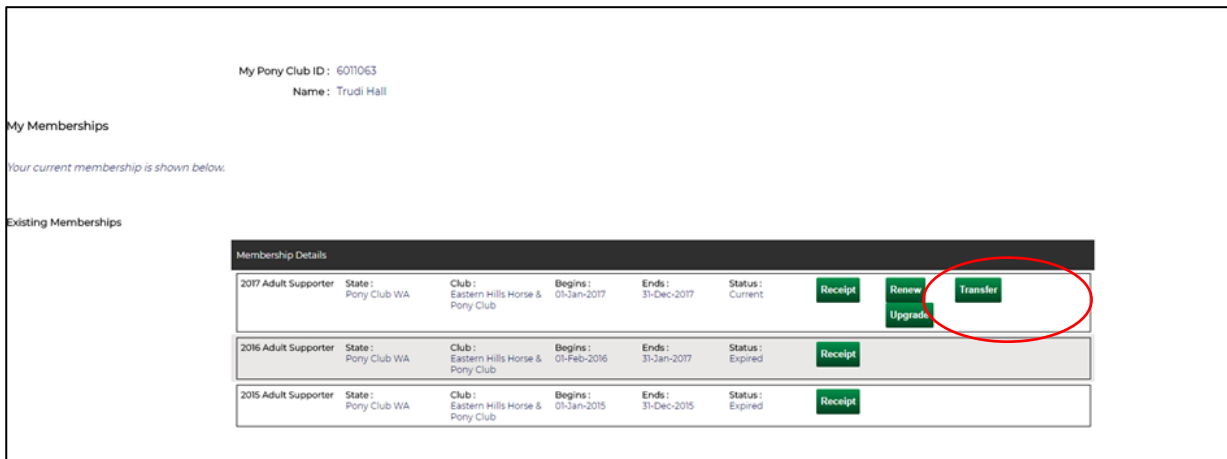 My Pony Club ID : 6011063
Name : Trudi Hall
My Memberships
Your current membership is shown below.
Existing Memberships
Membership Details
2017 Adult Supporter State : Club : Begins : Ends : Status : Receipt Renew Transfer
Pony Club WA Eastern Hills Horse & 01-Jan-2017 31-Dec-2017 Current
Pony Club Upgrade
2016 Adult Supporter State : Club : Begins : Ends : Status : Receipt
Pony Club WA Eastern Hills Horse & 01-Feb-2016 31-Jan-2017 Expired
Pony Club
2015 Adult Supporter State : Club : Begins : Ends : Status : Receipt
Pony Club WA Eastern Hills Horse & 01-Jan-2015 31-Dec-2015 Expired
Pony Club